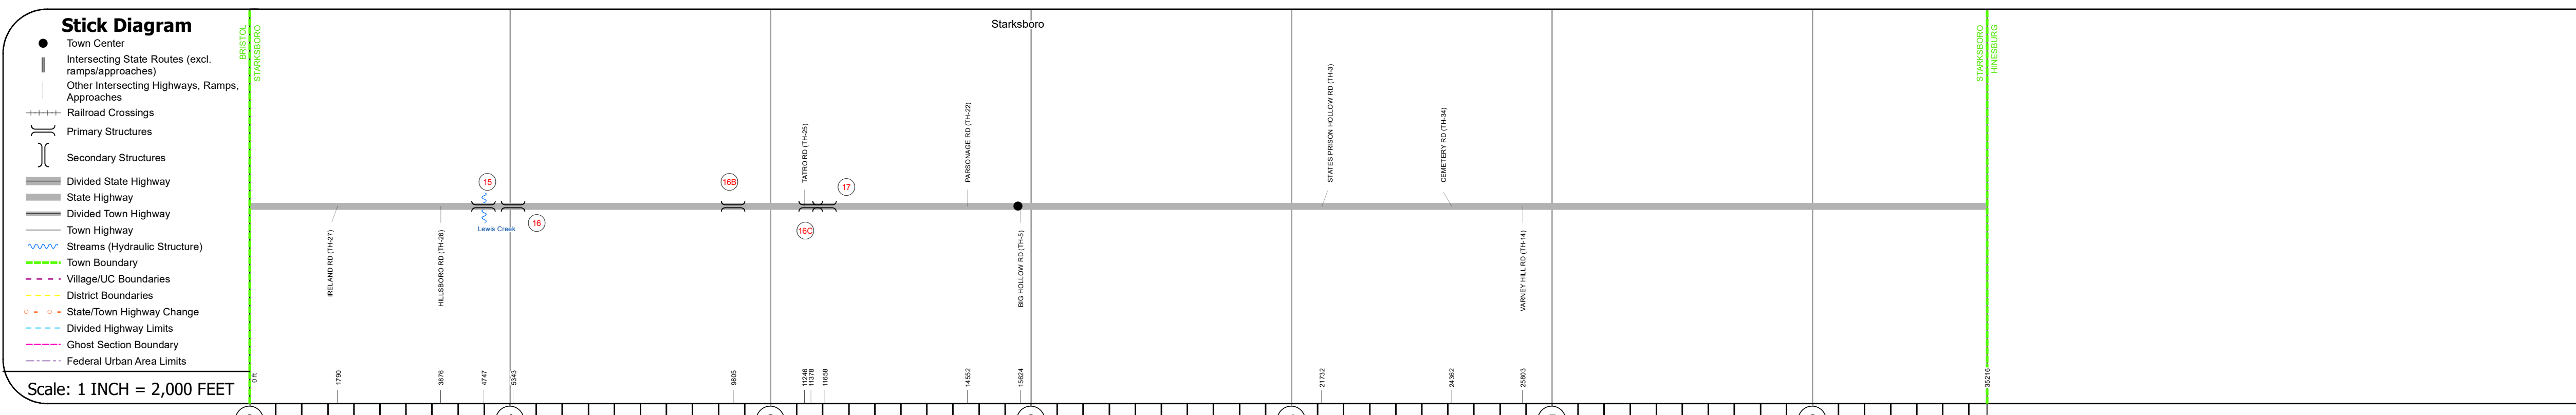 Stick Diagram
Town Center
Intersecting State Routes (excl.
ramps/approaches)
Other Intersecting Highways, Ramps,
Approaches
Railroad Crossings
Primary Structures
Secondary Structures
Divided State Highway
State Highway
Divided Town Highway
Town Highway
Streams (Hydraulic Structure)
Town Boundary
Village/UC Boundaries
District Boundaries
State/Town Highway Change
Divided Highway Limits
Ghost Section Boundary
Federal Urban Area Limits
Scale: 1 INCH = 2,000 FEET
BRISTOL
STARKSBORO
Starksboro
STARKSBORO
HINESBURG
IRELAND RD (TH-27)
HILLSBORO RD (TH-26)
15
Lewis Creek
16
16B
TATRO RD (TH-25)
16C
17
PARSONAGE RD (TH-22)
BIG HOLLOW RD (TH-5)
STATES PRISON HOLLOW RD (TH-3)
CEMETERY RD (TH-34)
VARNEY HILL RD (TH-14)
0 ft
1790
3876
4747
5343
9805
11246
11378
11658
14552
15624
21732
24362
25803
35216